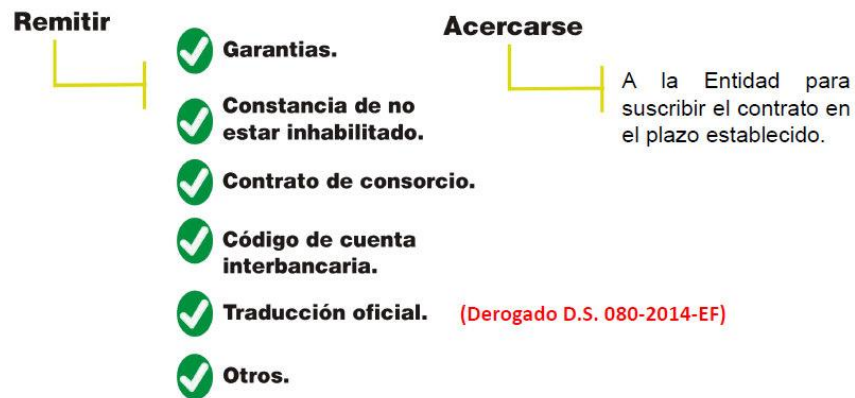 Remitir
Garantias.
Constancia de no
estar inhabilitado.
Contrato de consorcio.
Código de cuenta
interbancaria.
Traducción oficial. (Derogado D.S. 080-2014-EF)
Otros.
Acercarse
A la Entidad para
suscribir el contrato en
el plazo establecido.